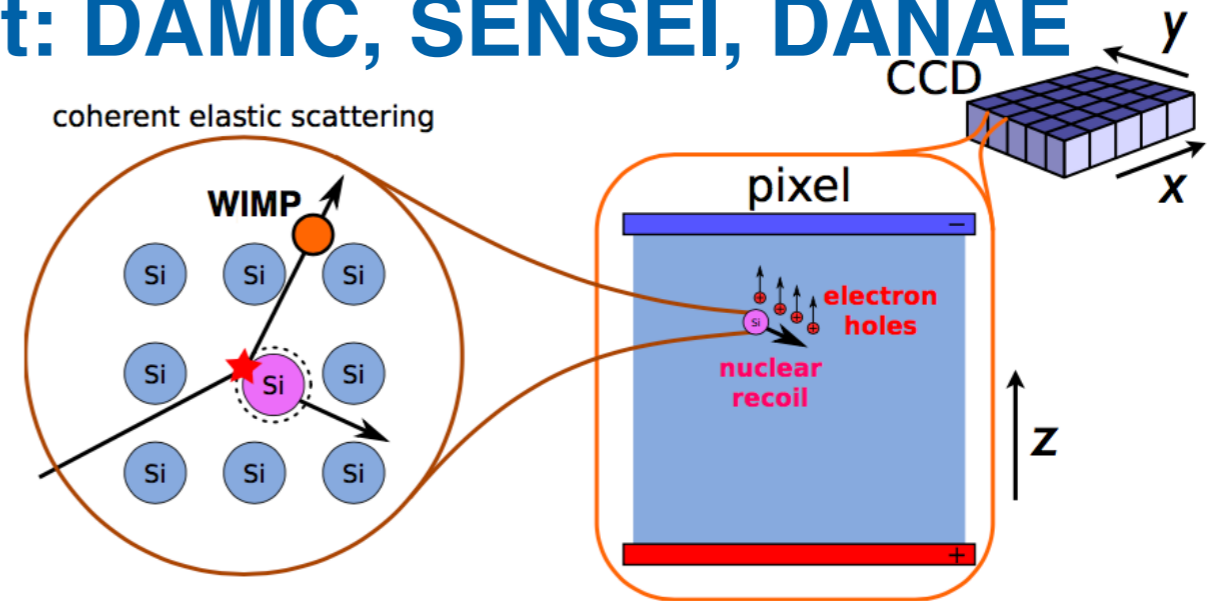 t: DAMIC, SENSEI, DANAE
coherent elastic scattering
WIMP
Si Si Si
Si Si Si
Si Si Si
CCD
y
x
pixel
−
Si
electron
holes
nuclear
recoil
+
z